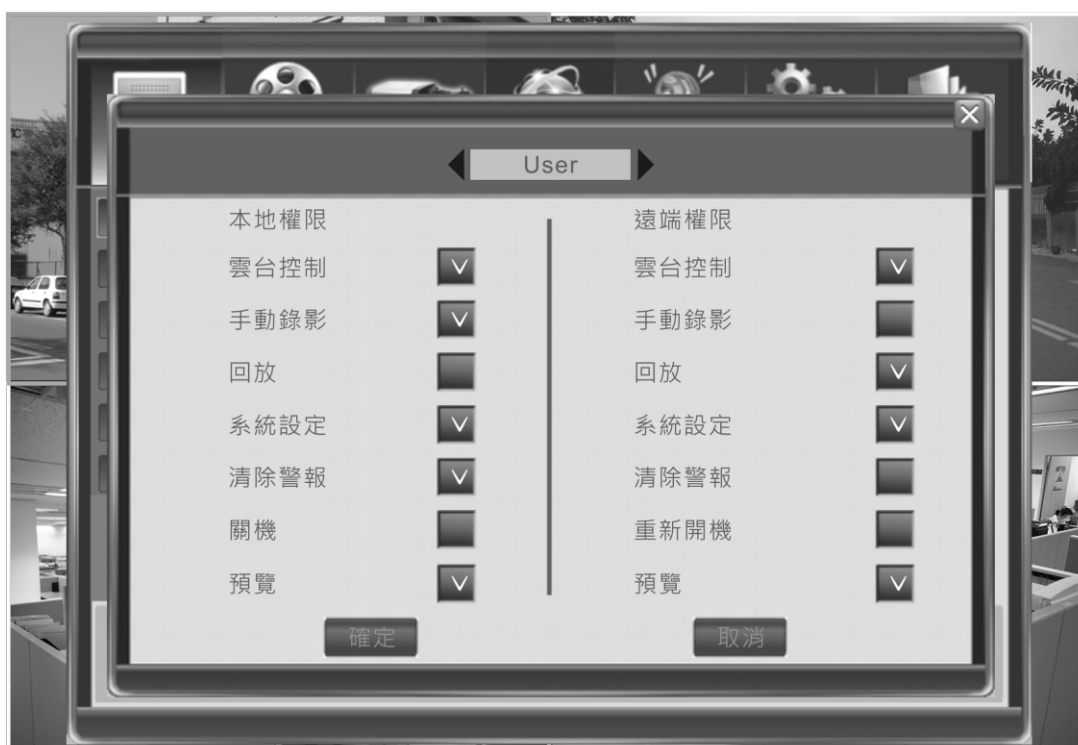 User
本地權限
雲台控制
手動錄影
回放
系統設定
清除警報
關機
預覽
遠端權限
雲台控制
手動錄影
回放
系統設定
清除警報
重新開機
預覽
確定
取消